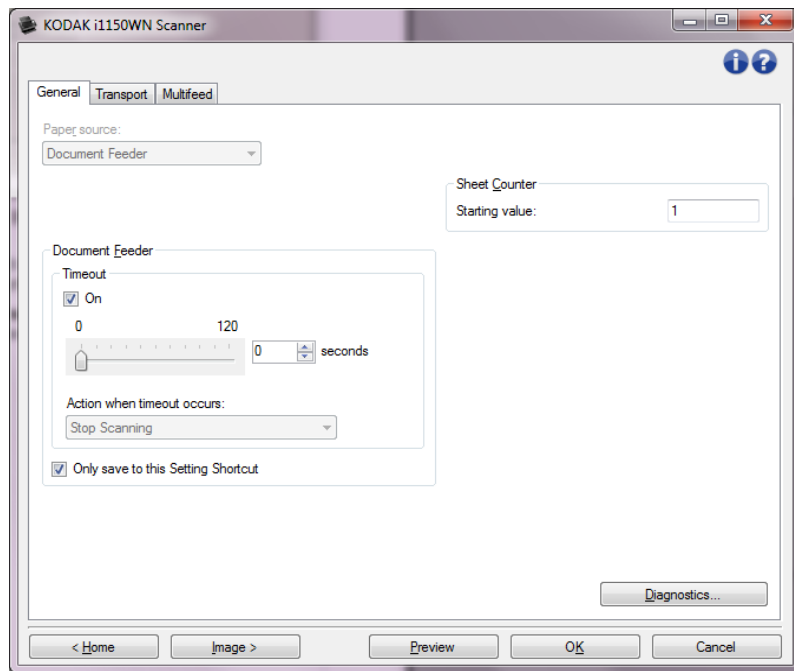 KODAK i1150WN Scanner
General Transport Multifeed
Paper source:
Document Feeder
Sheet Counter
Starting value: 1
Document Feeder
Timeout
On
0 120
0 seconds
Action when timeout occurs:
Stop Scanning
Only save to this Setting Shortcut
Diagnostics...
< Home Image > Preview OK Cancel